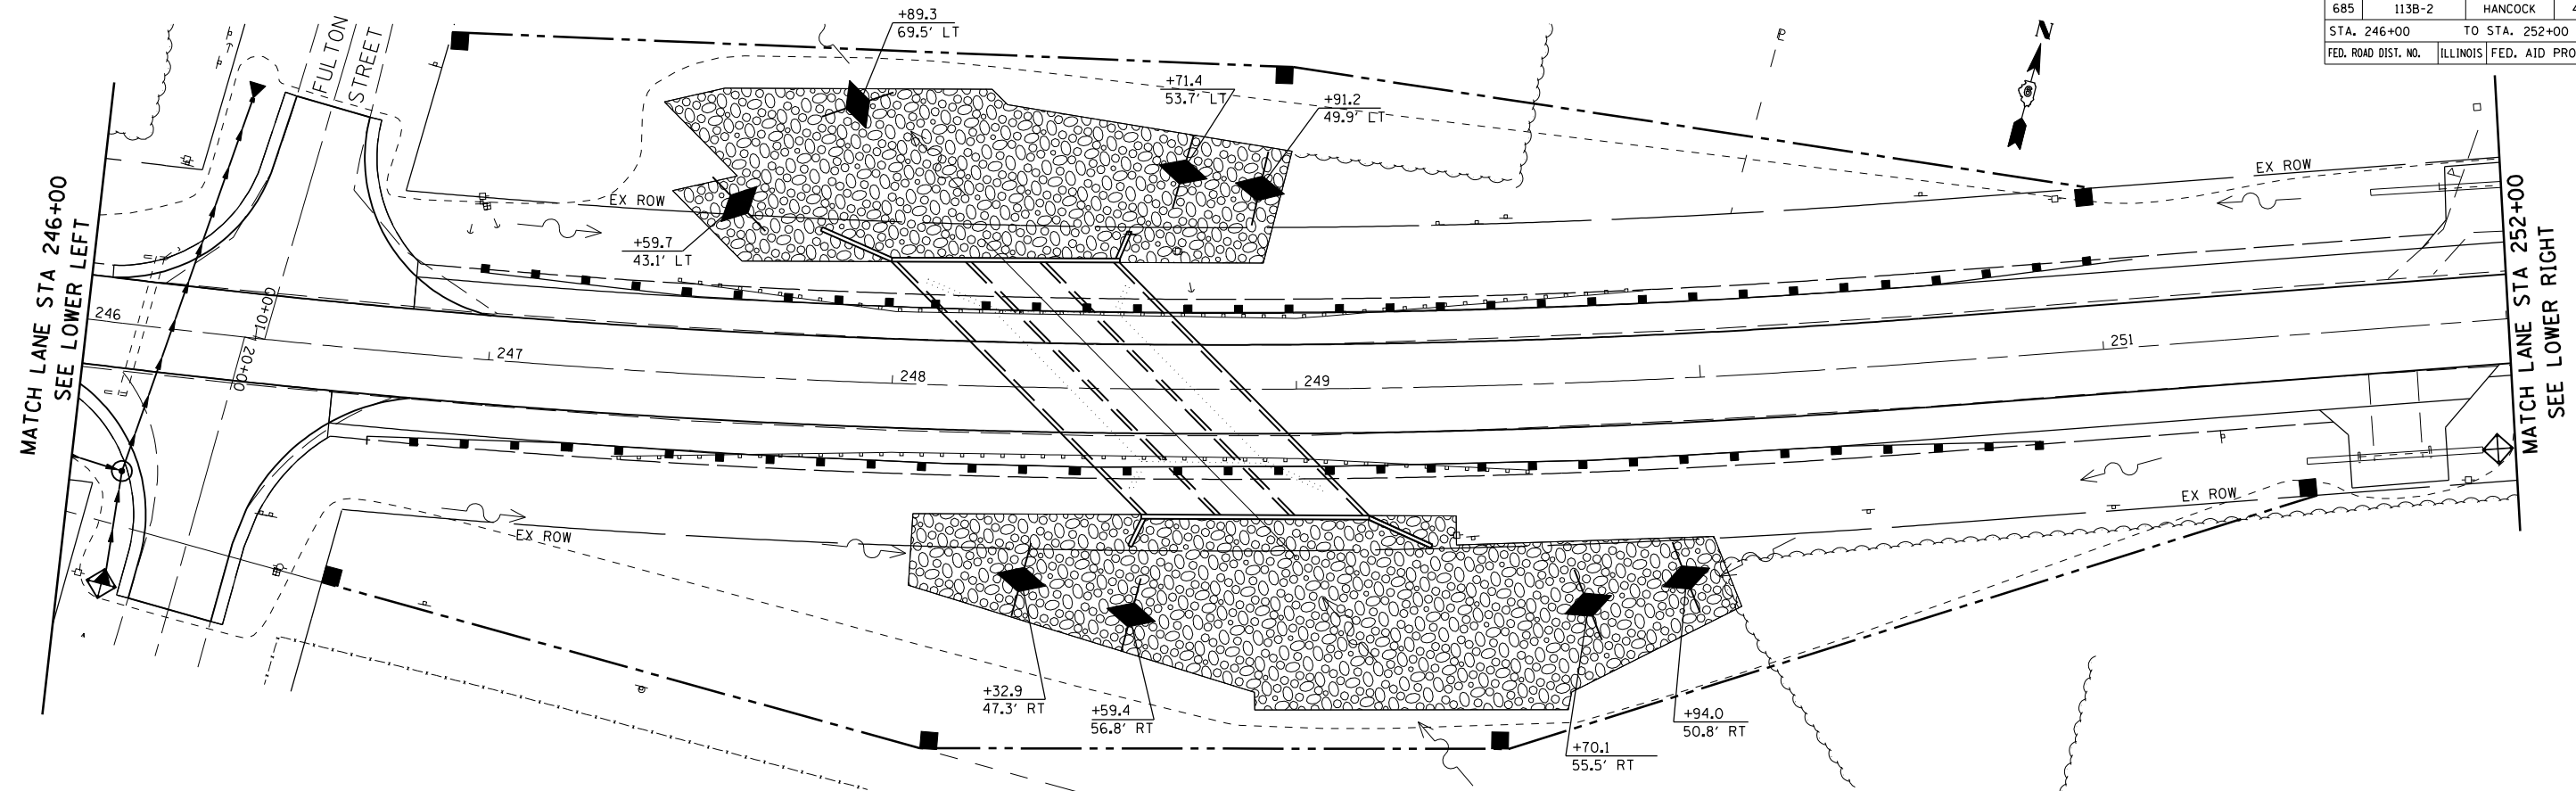 685 113B-2 HANCOCK 4
STA. 246+00 TO STA. 252+00
FED. ROAD DIST. NO. ILLINOIS FED. AID PRO
FULTON
STREET
+89.3
69.5' LT
+71.4
53.7' LT
+91.2
49.9' LT
N
EX ROW
EX ROW
+59.7
43.1' LT
MATCH LANE STA 246+00
SEE LOWER LEFT
246
10+00
20+00
247
248
249
251
MATCH LANE STA 252+00
SEE LOWER RIGHT
EX ROW
EX ROW
+32.9
47.3' RT
+59.4
56.8' RT
+70.1
55.5' RT
+94.0
50.8' RT